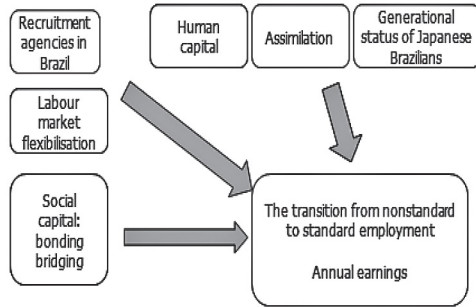 Recruitment
agencies in
Brazil
Human
capital
Assimilation
Generational
status of Japanese
Brazilians
Labour
market
flexibilisation
Social
capital:
bonding
bridging
The transition from nonstandard
to standard employment
Annual earnings